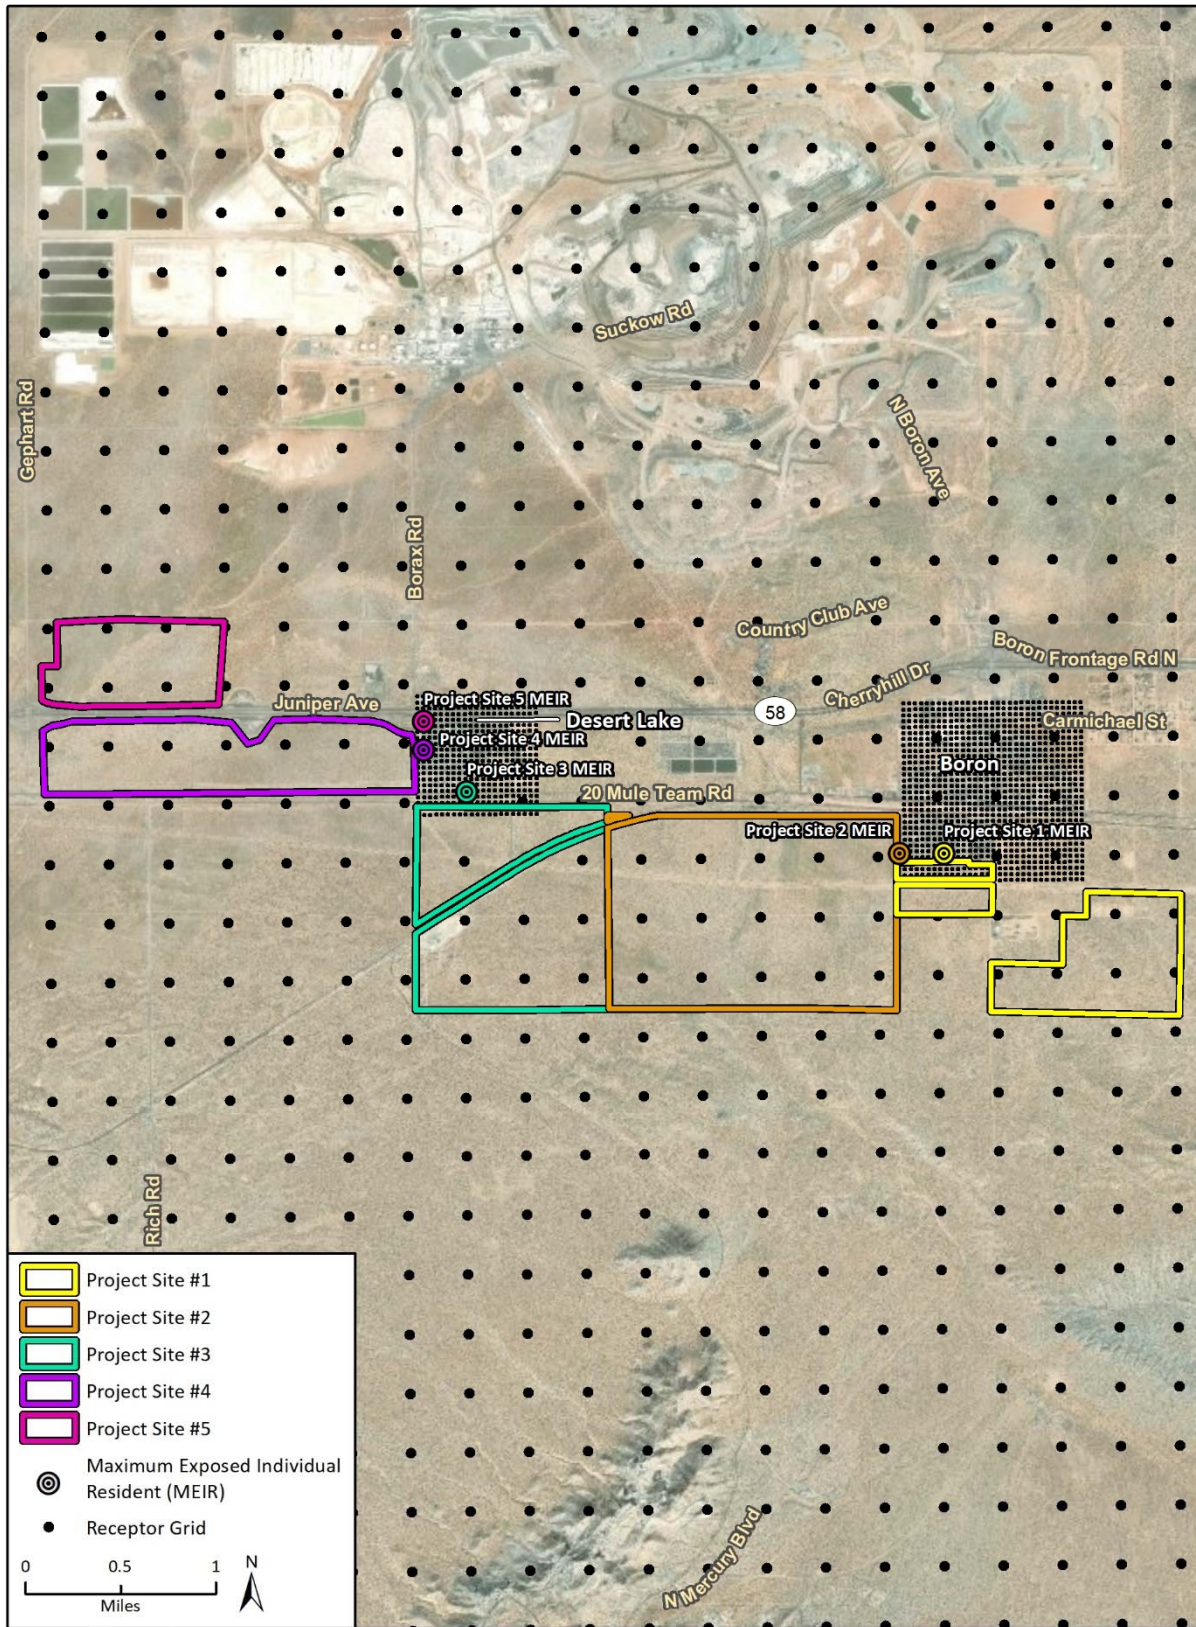 Suckow Rd
Gephart Rd
N Boron Ave
Borax Rd
Country Club Ave
Boron Frontage Rd N
Cherryhill Dr
Juniper Ave
Project Site 5 MEIR
58
Desert Lake
Carmichael St
Project Site 4 MEIR
Boron
Project Site 3 MEIR
20 Mule Team Rd
Project Site 2 MEIR
Project Site 1 MEIR
Rich Rd
N Mercury Blvd
Project Site #1
Project Site #2
Project Site #3
Project Site #4
Project Site #5
Maximum Exposed Individual
Resident (MEIR)
Receptor Grid
0 0.5 1
Miles
N